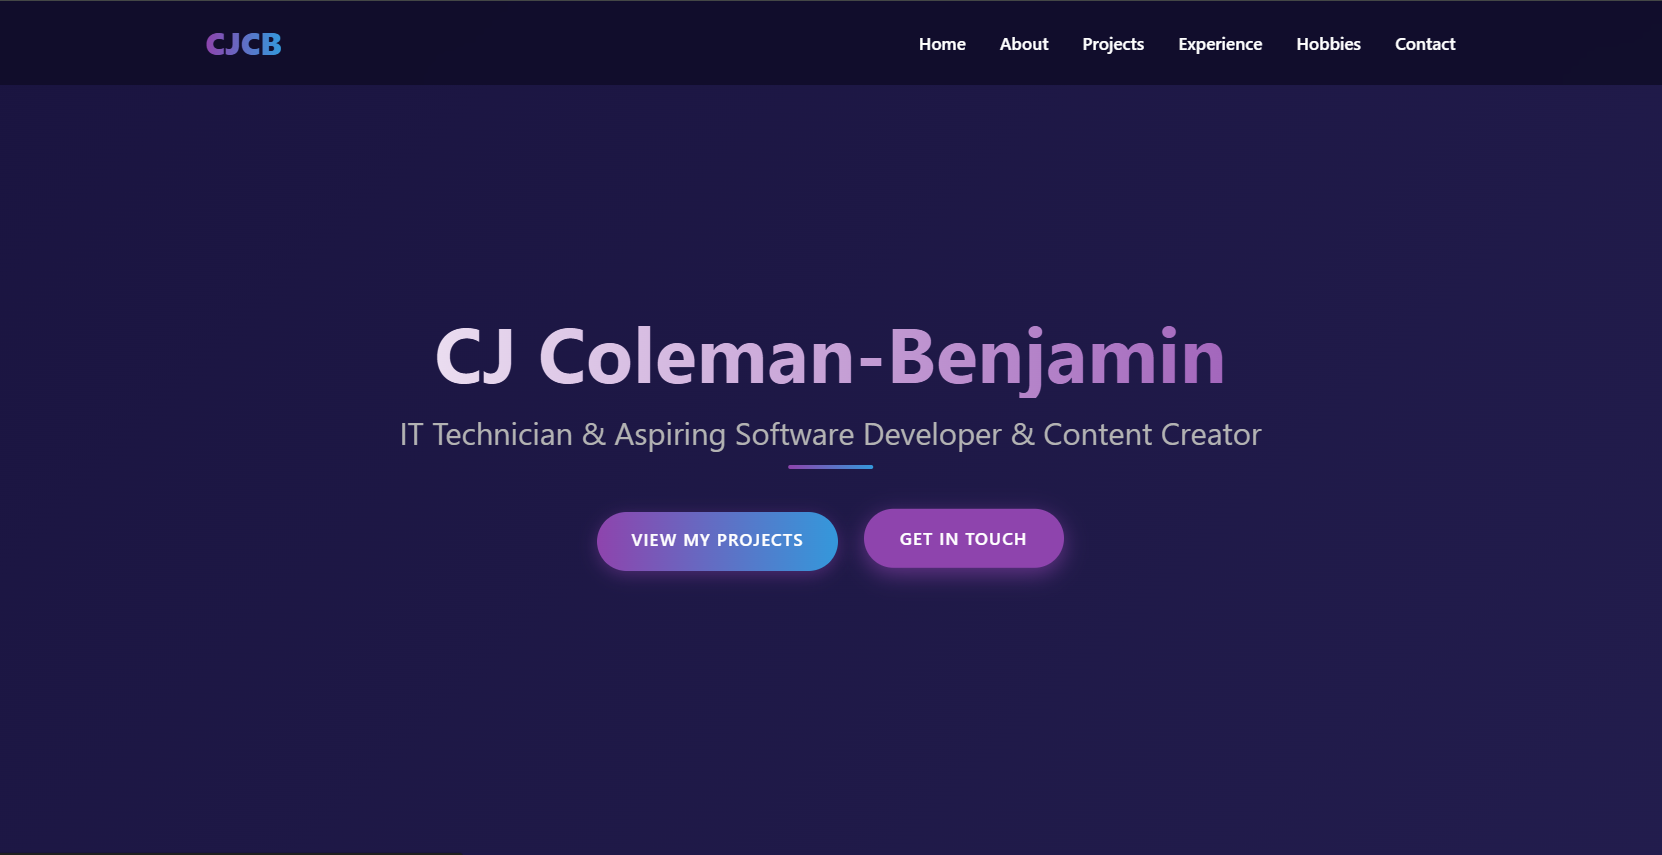 CJCB
Home About Projects Experience Hobbies Contact
CJ Coleman-Benjamin
IT Technician & Aspiring Software Developer & Content Creator
VIEW MY PROJECTS
GET IN TOUCH